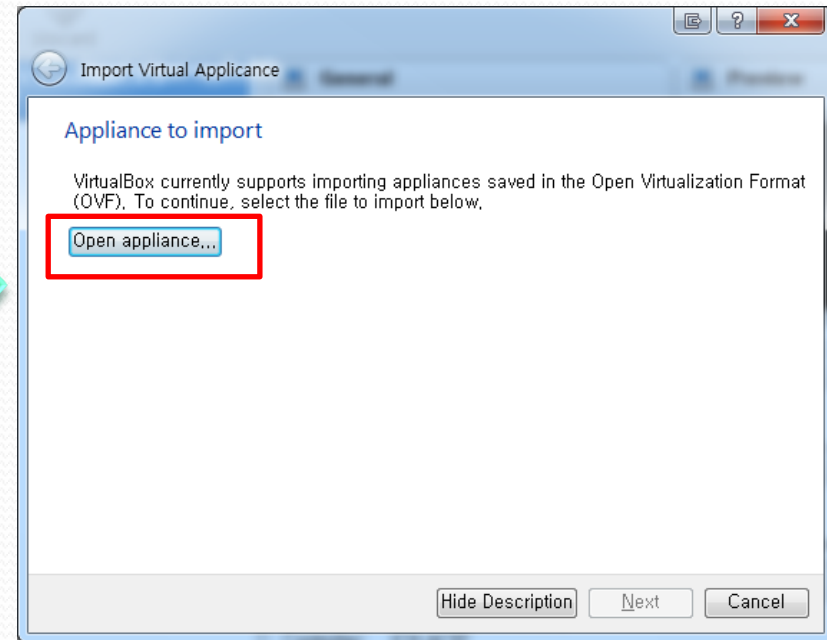 Import Virtual Applicance
General
Appliance to import
VirtualBox currently supports importing appliances saved in the Open Virtualization Format
(OVF), To continue, select the file to import below,
Open appliance,,,
Hide Description
Next
Cancel